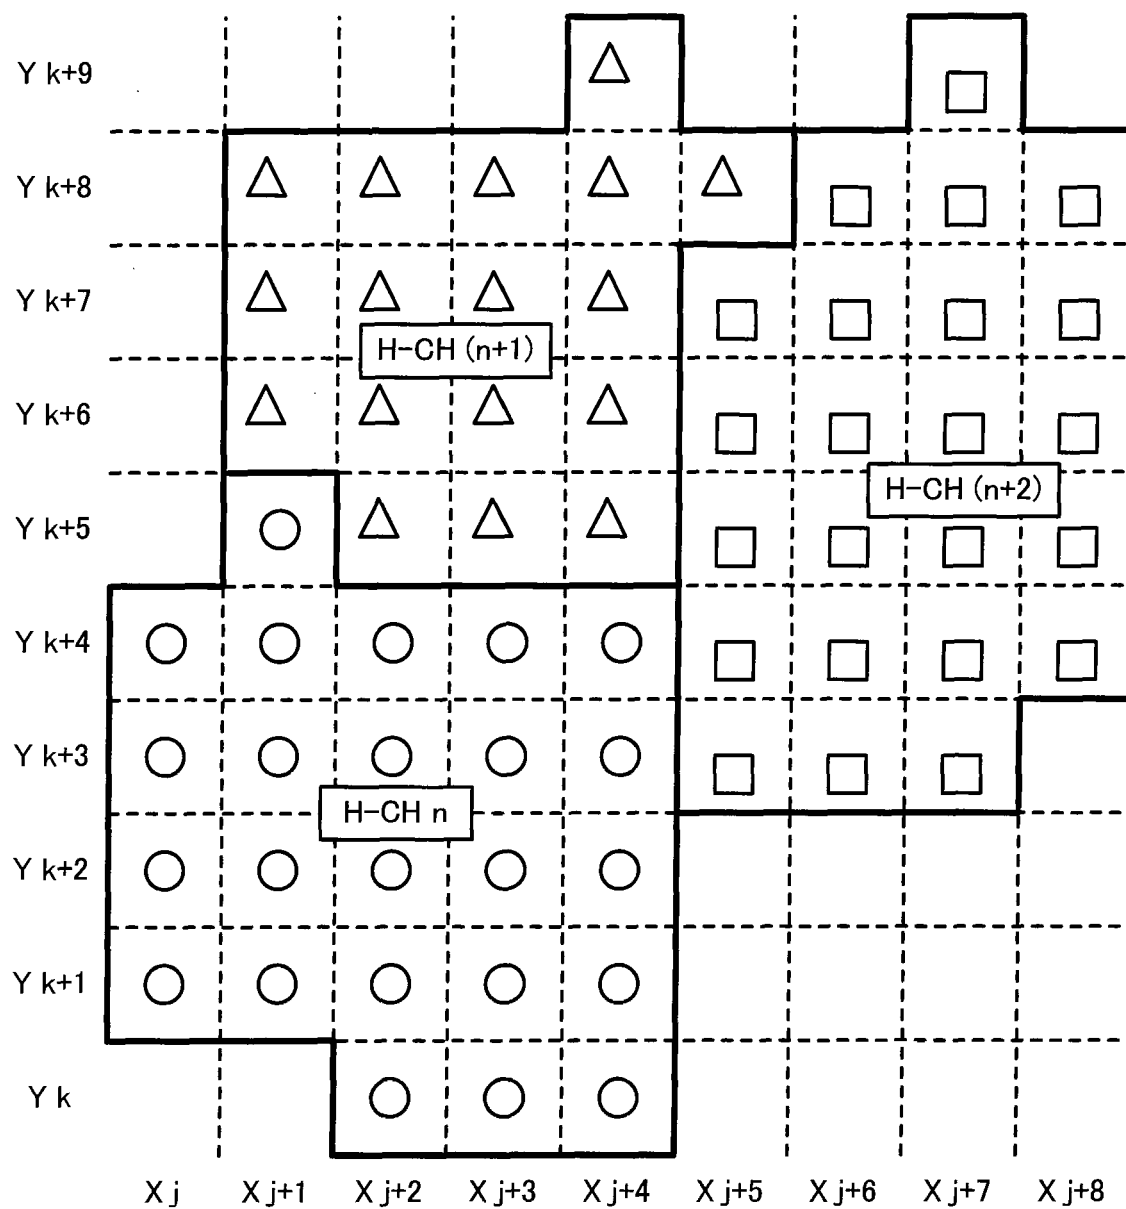 Y k+9
Y k+8
Y k+7
H-CH (n+1)
Y k+6
H-CH (n+2)
Y k+5
Y k+4
Y k+3
H-CH n
Y k+2
Y k+1
Y k
X j X j+1 X j+2 X j+3 X j+4 X j+5 X j+6 X j+7 X j+8